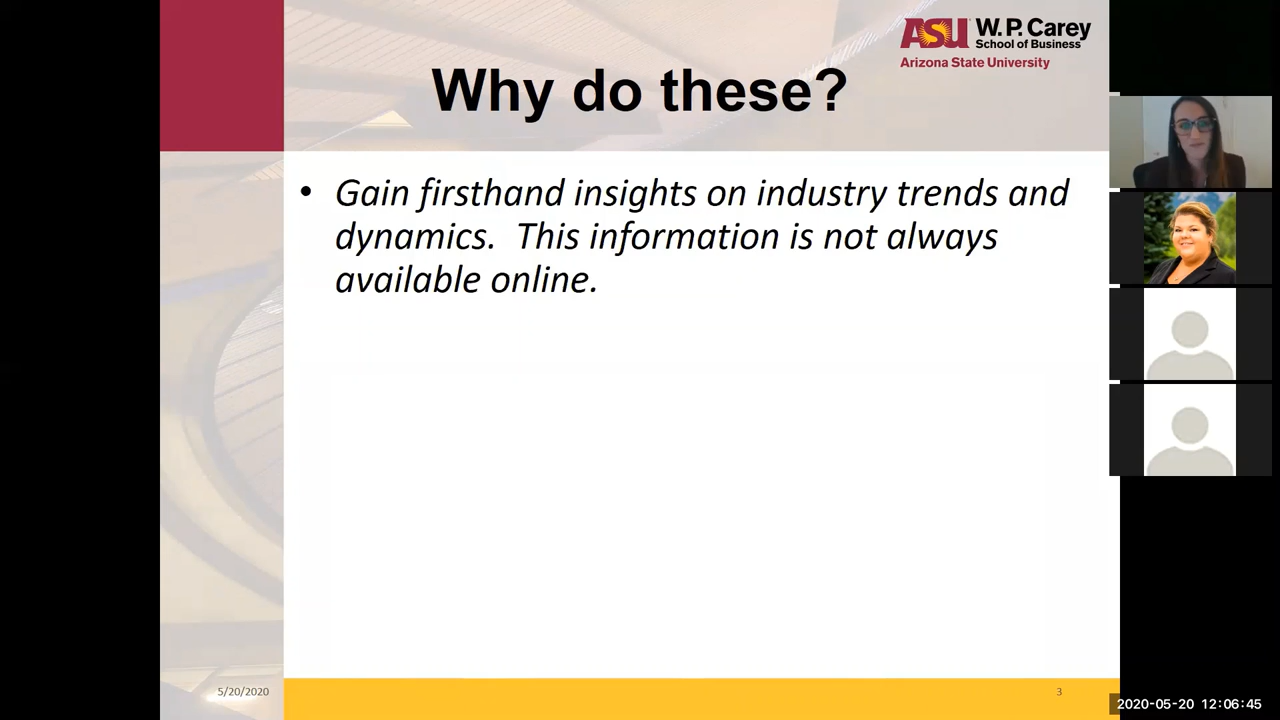 ASU W. P. Carey
School of Business
Arizona State University
Why do these?
• Gain firsthand insights on industry trends and
dynamics.  This information is not always
available online.
5/20/2020
3
2020-05-20 12:06:45